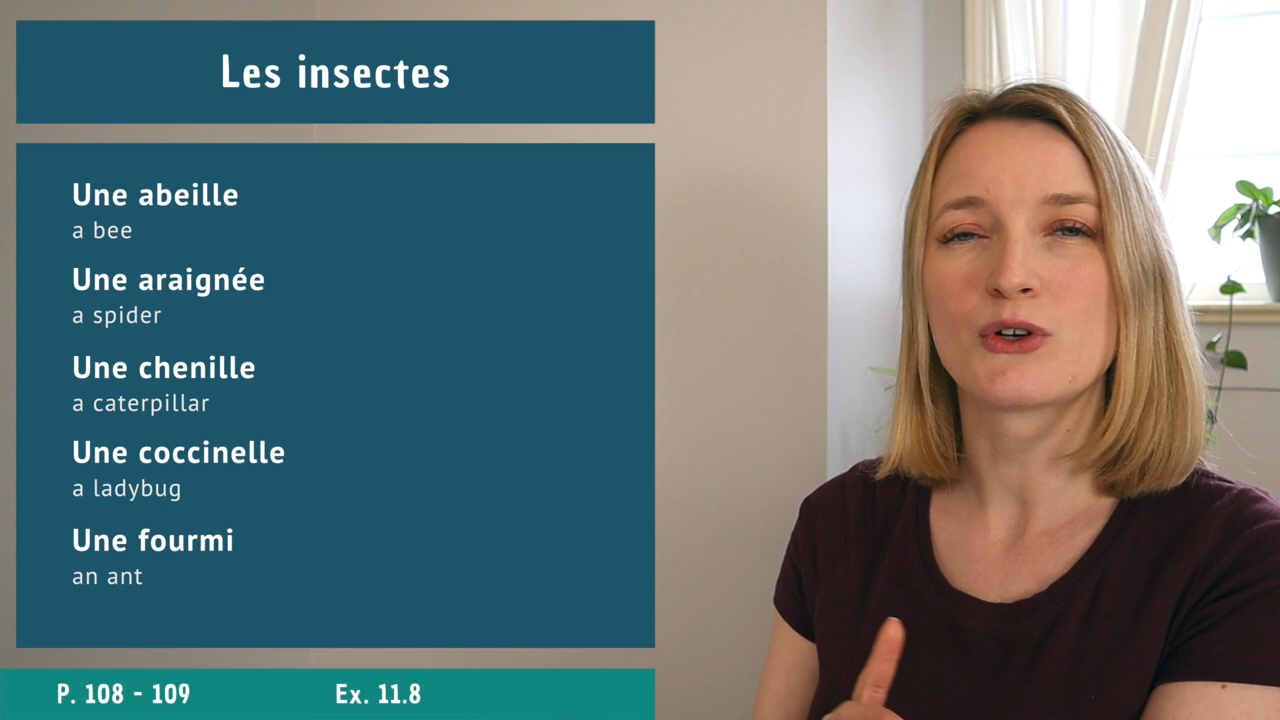 Les insectes
Une abeille
a bee
Une araignée
a spider
Une chenille
a caterpillar
Une coccinelle
a ladybug
Une fourmi
an ant
P. 108 - 109 Ex. 11.8